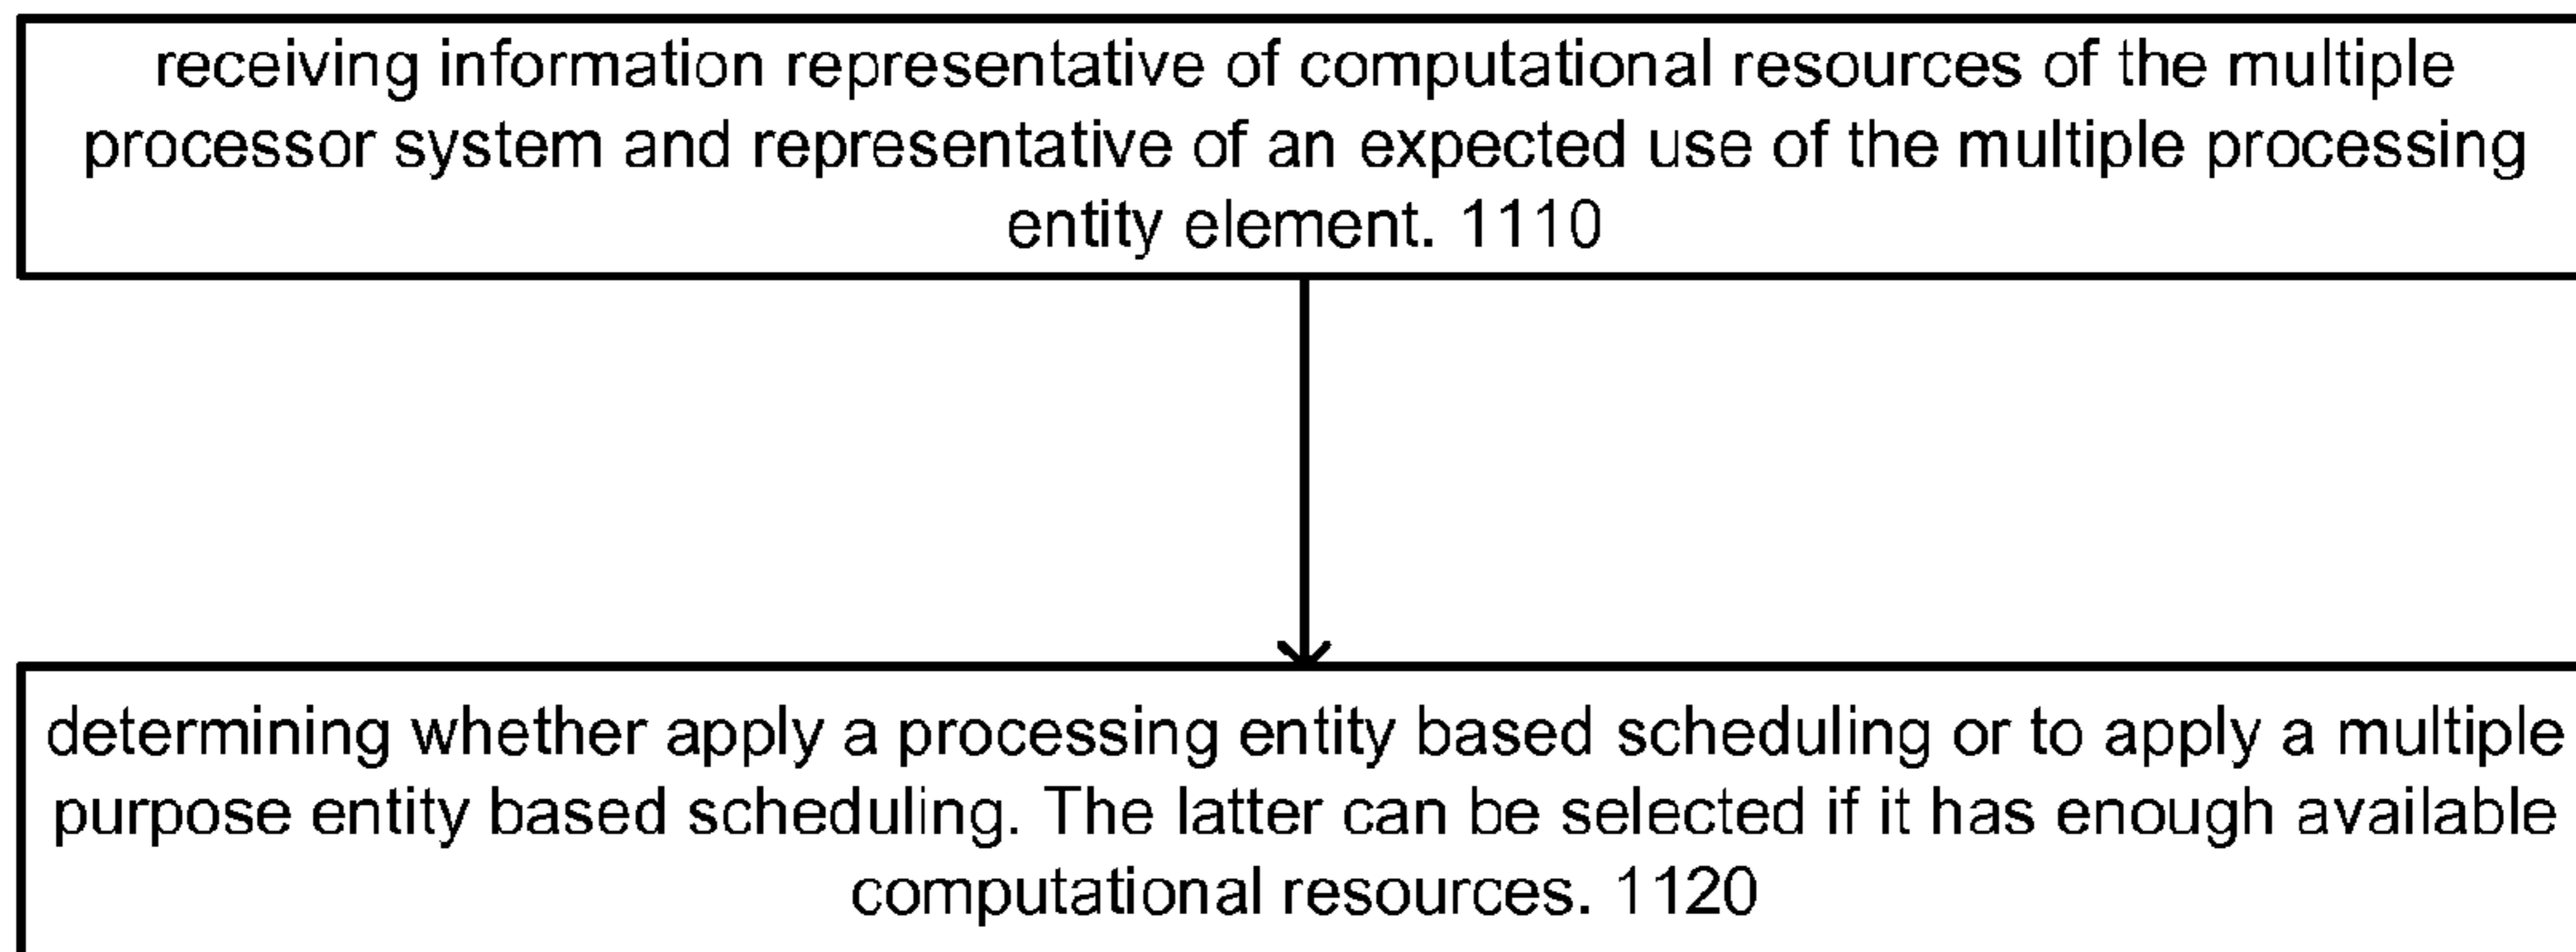 receiving information representative of computational resources of the multiple
processor system and representative of an expected use of the multiple processing
entity element. 1110
determining whether apply a processing entity based scheduling or to apply a multiple
purpose entity based scheduling. The latter can be selected if it has enough available
computational resources. 1120